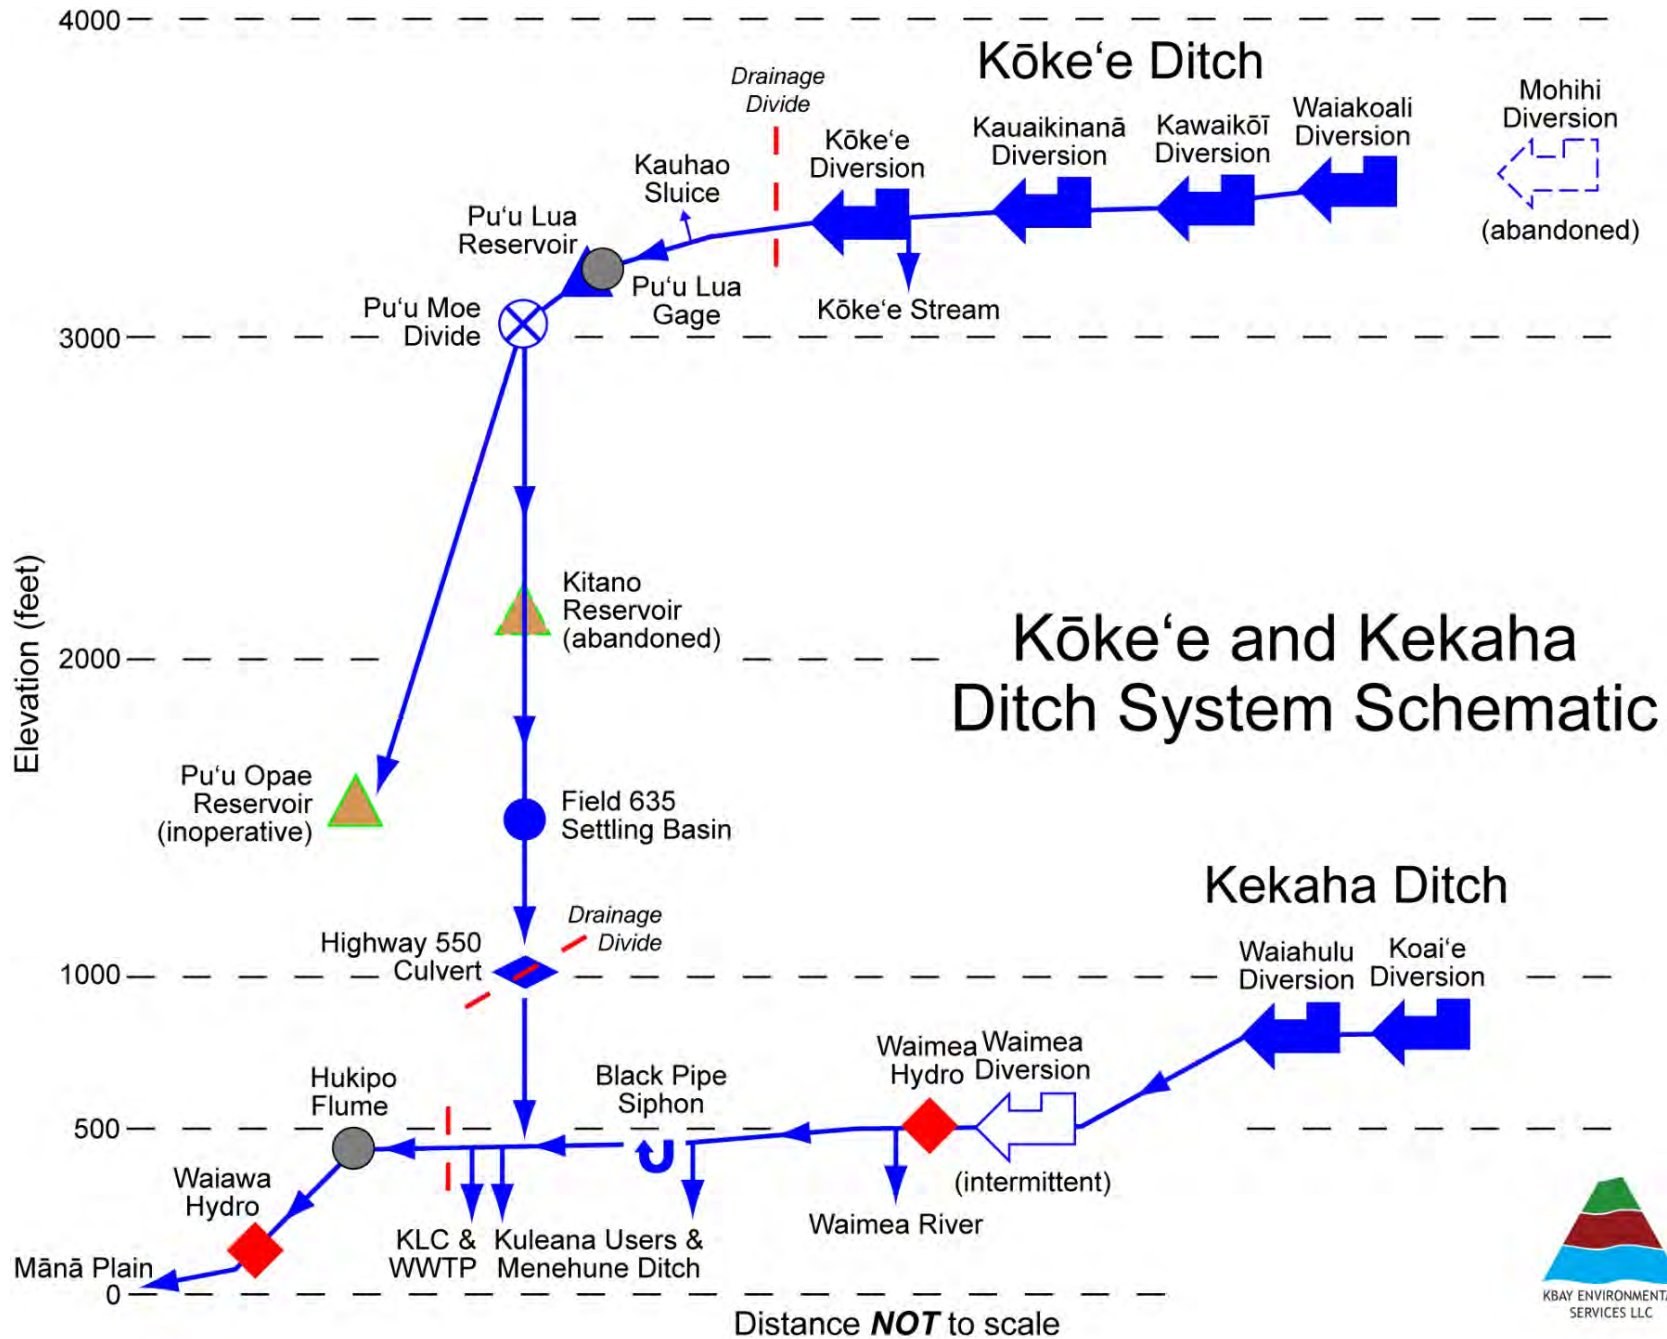 4000
Kōkeʻe Ditch
Drainage
Divide
Mohihi
Diversion
(abandoned)
Waiakoali
Diversion
Kawaikōī
Diversion
Kauaikinanā
Diversion
Kōkeʻe
Diversion
Kōkeʻe Stream
Kauhao
Sluice
Puʻu Lua
Reservoir
Puʻu Lua
Gage
Puʻu Moe
Divide
3000
Kitano
Reservoir
(abandoned)
2000
Elevation (feet)
Kōkeʻe and Kekaha
Ditch System Schematic
Puʻu Opae
Reservoir
(inoperative)
Field 635
Settling Basin
Kekaha Ditch
Drainage
Divide
Highway 550
Culvert
1000
Waiahulu
Diversion
Koaiʻe
Diversion
Waimea
Hydro
Waimea
Diversion
(intermittent)
Black Pipe
Siphon
Hukipo
Flume
500
Waiawa
Hydro
Waimea River
KLC &
WWTP
Kuleana Users &
Menehune Ditch
Mānā Plain
0
Distance NOT to scale
KBAY ENVIRONMENTA
SERVICES LLC